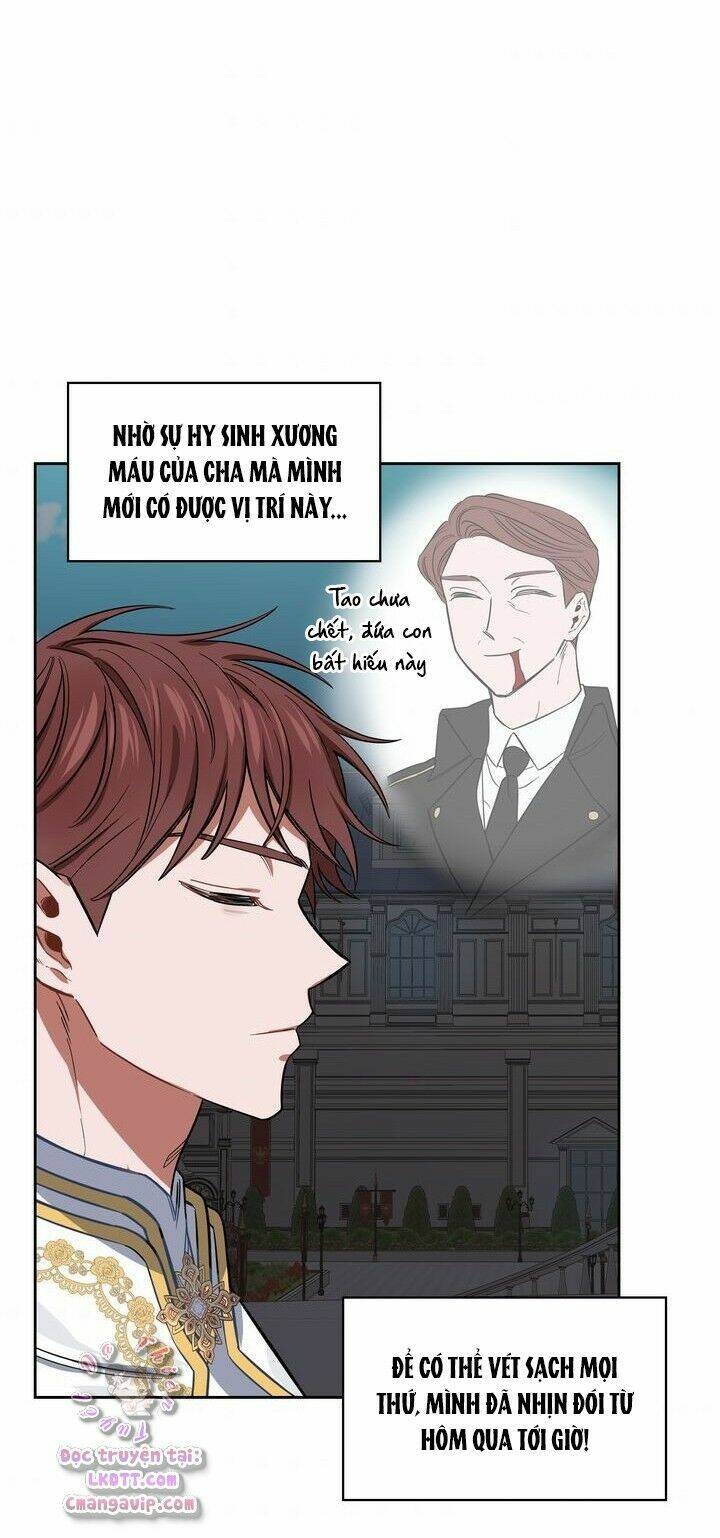 NHỜ SỰ HY SINH XƯƠNG
MÁU CỦA CHA MÀ MÌNH
MỚI CÓ ĐƯỢC VỊ TRÍ NÀY...
Tao chưa
chết, đứa con
bất hiếu này
ĐỂ CÓ THỂ VÉT SẠCH MỌI
THỨ, MÌNH ĐÃ NHỊN ĐÓI TỪ
HÔM QUA TỚI GIỜ!
Đọc truyện tại:
LKDTT.com
Cmangavip.com